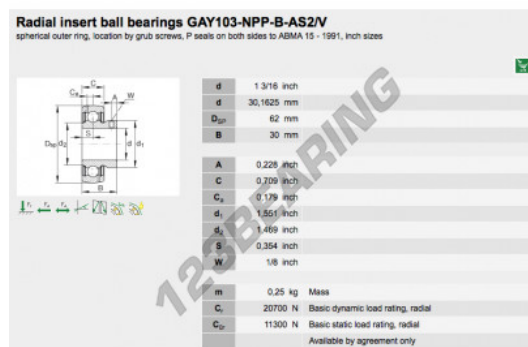 Radial insert ball bearings GAY103-NPP-B-AS2/V
spherical outer ring, location by grub screws, P seals on both sides to ABMA 15 - 1991, inch sizes
C
Ca A W
S
DSP d2 d d1
B
d 1 3/16 inch
d 30,1625 mm
DSP 62 mm
B 30 mm
A 0,228 inch
C 0,709 inch
Ca 0,179 inch
d1 1,551 inch
d2 1,469 inch
S 0,354 inch
W 1/8 inch
m 0,25 kg Mass
Cr 20700 N Basic dynamic load rating, radial
C0r 11300 N Basic static load rating, radial
Available by agreement only
123BEARING